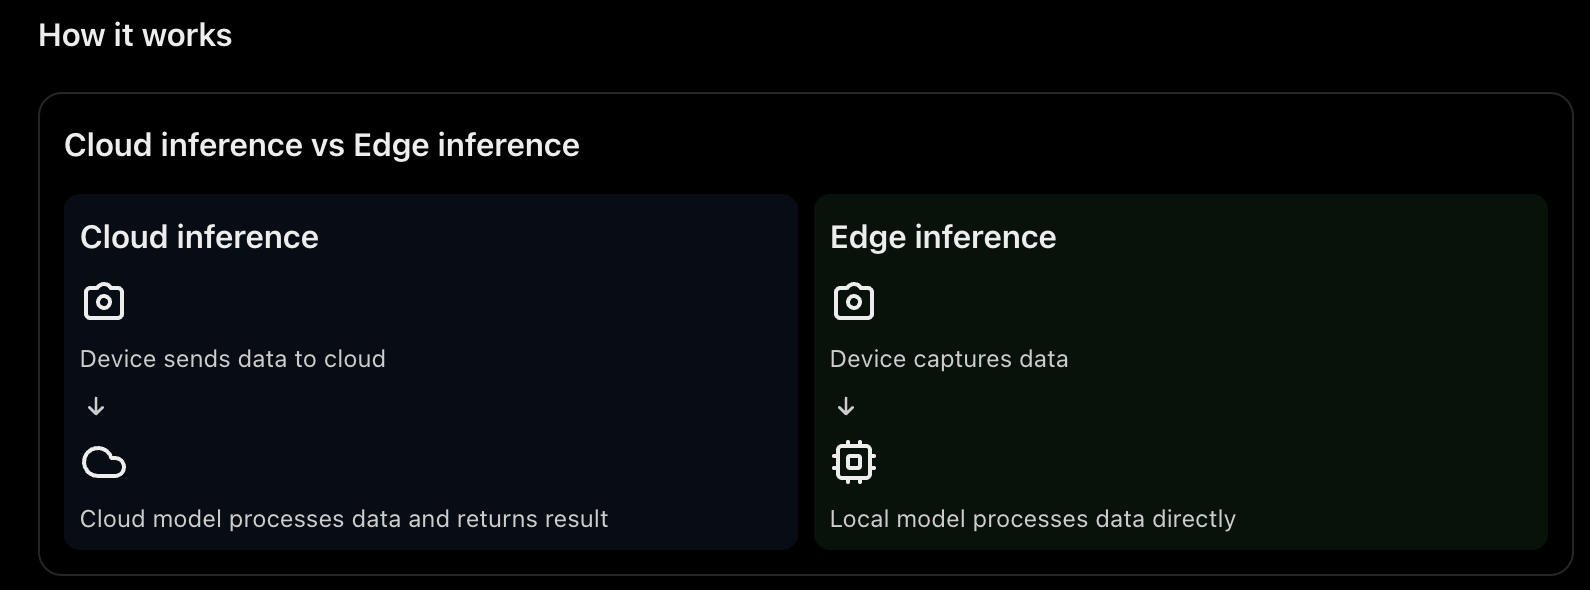 How it works
Cloud inference vs Edge inference
Cloud inference
Device sends data to cloud
Cloud model processes data and returns result
Edge inference
Device captures data
Local model processes data directly